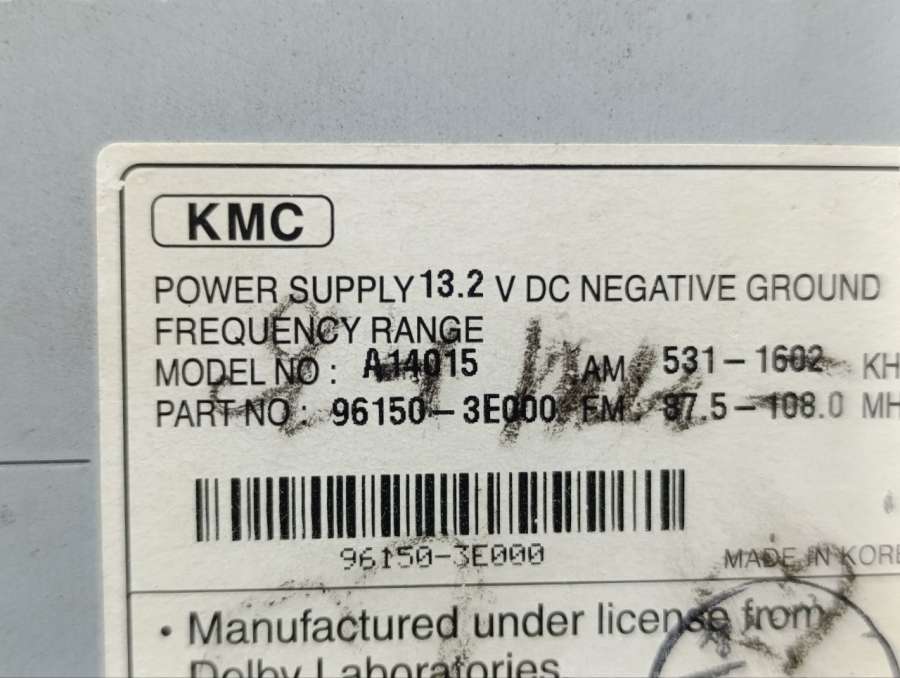 KMC
POWER SUPPLY 13.2 V DC NEGATIVE GROUND
FREQUENCY RANGE
MODEL NO : A14015 AM 531-1602 KH
PART NO : 96150-3E000 FM 87.5-108.0 MH
96150-3E000
MADE IN KORE
• Manufactured under license from
Dolby Laboratories